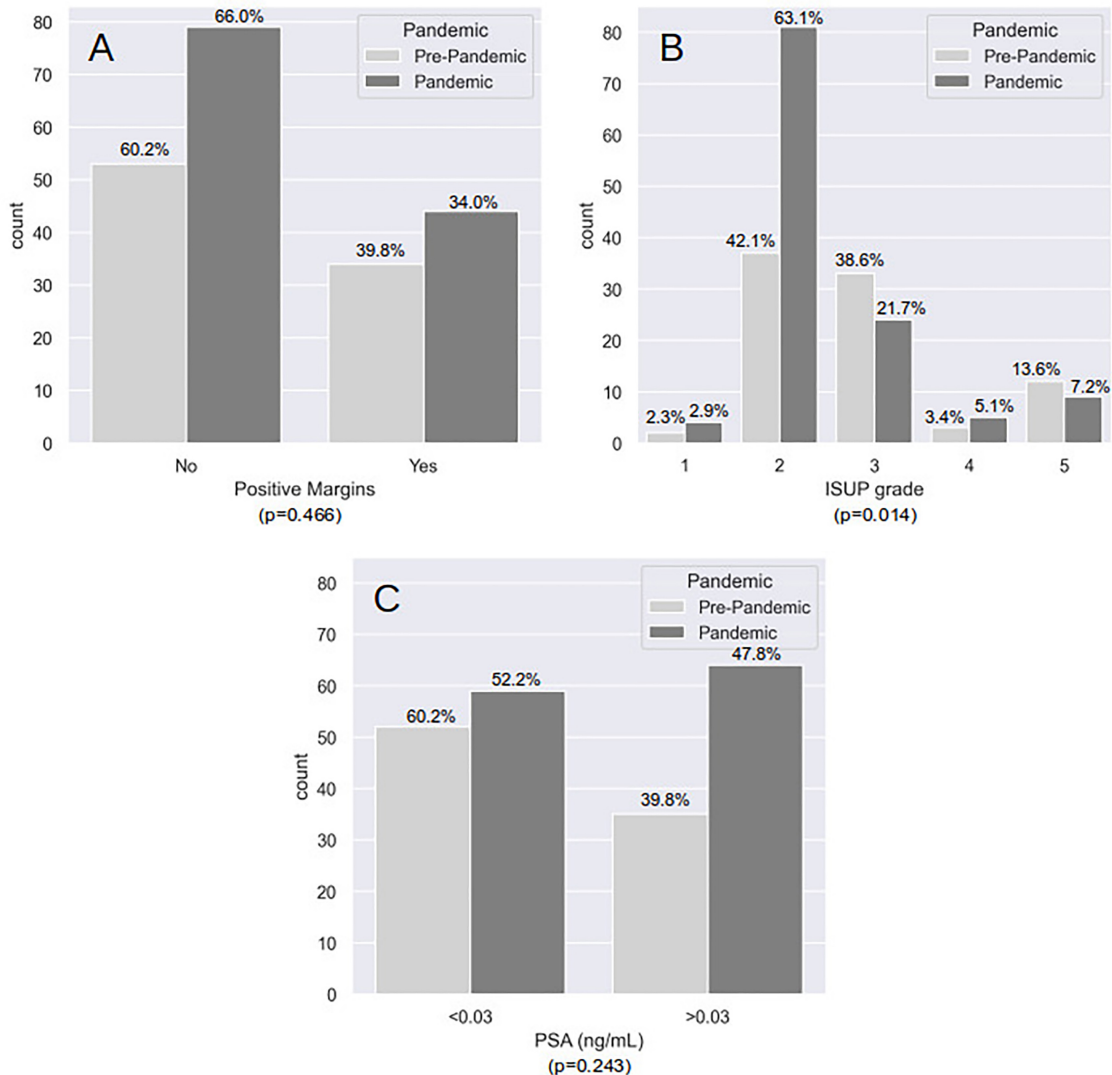 A
Pandemic
Pre-Pandemic
Pandemic
80
70
60
50
40
30
20
10
0
count
60.2%
66.0%
39.8%
34.0%
No
Yes
Positive Margins
(p=0.466)
B
Pandemic
Pre-Pandemic
Pandemic
80
70
60
50
40
30
20
10
0
count
2.3%
2.9%
42.1%
63.1%
38.6%
21.7%
3.4%
5.1%
13.6%
7.2%
1
2
3
4
5
ISUP grade
(p=0.014)
C
Pandemic
Pre-Pandemic
Pandemic
80
70
60
50
40
30
20
10
0
count
60.2%
52.2%
39.8%
47.8%
<0.03
>0.03
PSA (ng/mL)
(p=0.243)